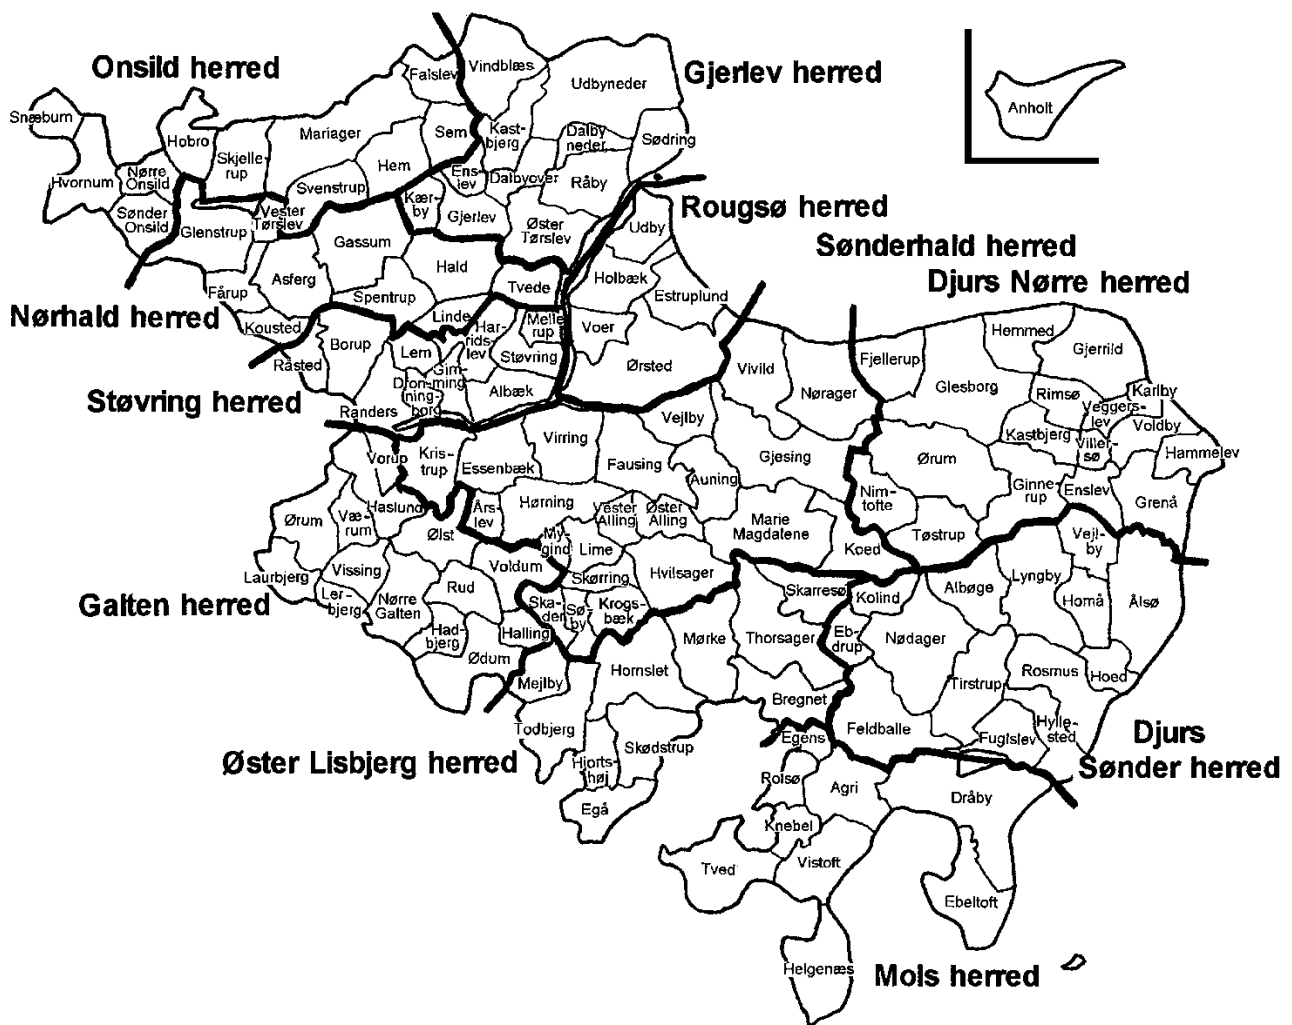 Onsild herred
Gjerlev herred
Rougsø herred
Sønderhald herred
Djurs Nørre herred
Nørhald herred
Støvring herred
Galten herred
Øster Lisbjerg herred
Djurs
Sønder herred
Mols herred
Anholt
Snæbum
Hvornum
Hobro
Nørre
Onsild
Sønder
Onsild
Skjelle-
rup
Mariager
Falslev
Sem
Hem
Svenstrup
Vindblæs
Udbyneder
Kast-
bjerg
Dalby
neder
Sødring
Ens-
lev
Dalbyover
Råby
Kær-
by
Gjerlev
Øster
Tørslev
Glenstrup
Vester
Tørslev
Gassum
Asferg
Fårup
Spentrup
Hald
Tvede
Kousted
Råsted
Borup
Linde
Har-
rids-
lev
Melle
rup
Støvring
Lem
Gim-
ming
Dron-
ning-
borg
Albæk
Randers
Udby
Holbæk
Estruplund
Voer
Ørsted
Vivild
Nørager
Vejlby
Virring
Fausing
Auning
Gjesing
Essenbæk
Kris-
trup
Vorup
Haslund
Ølst
Års-
lev
Hørning
Vester
Alling
Øster
Alling
Marie
Magdalene
Koed
My-
gind
Lime
Skørring
Hvilsager
Voldum
Ska-
den
Sø-
by
Krogs-
bæk
Ørum
Væ-
rum
Laurbjerg
Vissing
Ler-
bjerg
Nørre
Galten
Rud
Had-
bjerg
Halling
Ødum
Mejlby
Todbjerg
Hornslet
Mørke
Thorsager
Skarresø
Bregnet
Skødstrup
Hjorts-
høj
Egå
Fjellerup
Glesborg
Hemmed
Gjerrild
Rimsø
Karlby
Veggers-
lev
Voldby
Kastbjerg
Viller-
sø
Hammelev
Ørum
Nim-
tofte
Tøstrup
Ginne-
rup
Enslev
Grenå
Kolind
Eb-
drup
Nødager
Albøge
Lyngby
Vejl-
by
Homå
Ålsø
Tirstrup
Rosmus
Hoed
Hylle-
sted
Fuglslev
Feldballe
Egens
Rolsø
Agri
Dråby
Knebel
Tved
Vistoft
Ebeltoft
Helgenæs